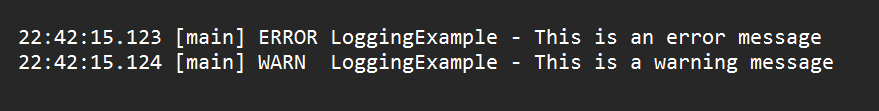 22:42:15.123 [main] ERROR LoggingExample - This is an error message
22:42:15.124 [main] WARN  LoggingExample - This is a warning message